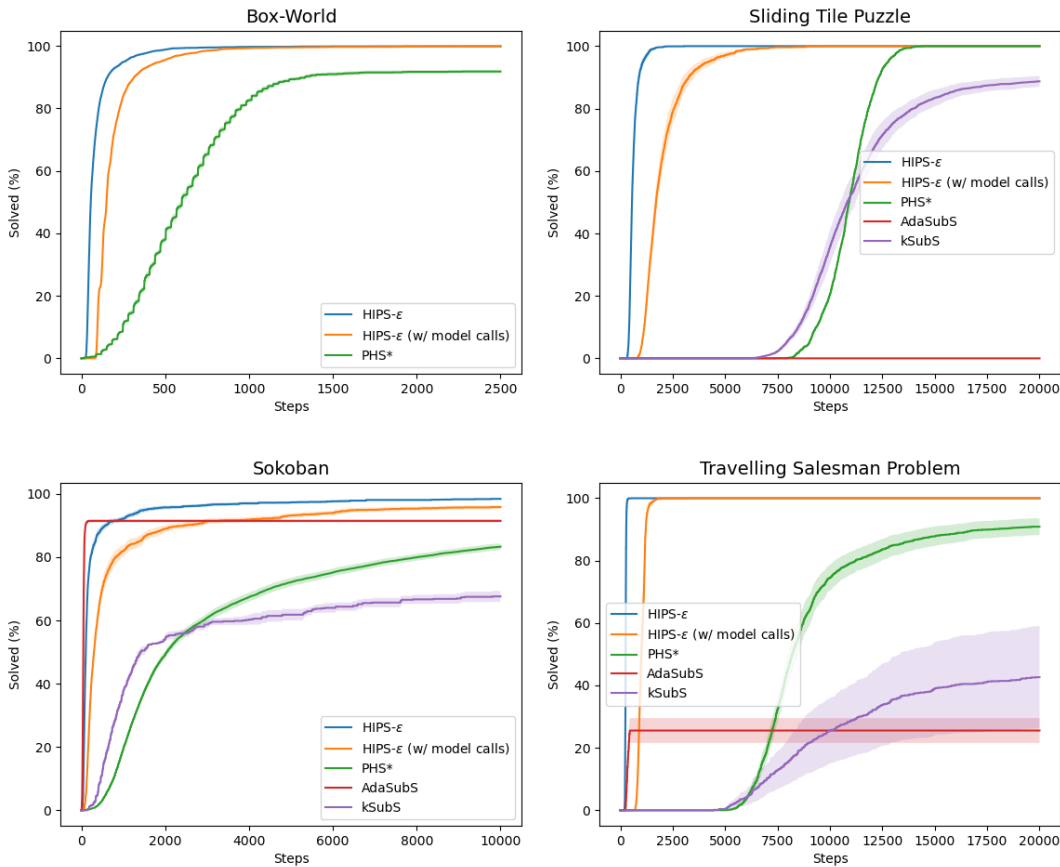 Box-World
Solved (%)
100
80
60
40
20
0
HIPS-ε
HIPS-ε (w/ model calls)
PHS*
0
500
1000
1500
2000
2500
Steps
Sliding Tile Puzzle
Solved (%)
100
80
60
40
20
0
HIPS-ε
HIPS-ε (w/ model calls)
PHS*
AdaSubS
kSubS
0
2500
5000
7500
10000
12500
15000
17500
20000
Steps
Sokoban
Solved (%)
100
80
60
40
20
0
HIPS-ε
HIPS-ε (w/ model calls)
PHS*
AdaSubS
kSubS
0
2000
4000
6000
8000
10000
Steps
Travelling Salesman Problem
Solved (%)
100
80
60
40
20
0
HIPS-ε
HIPS-ε (w/ model calls)
PHS*
AdaSubS
kSubS
0
2500
5000
7500
10000
12500
15000
17500
20000
Steps